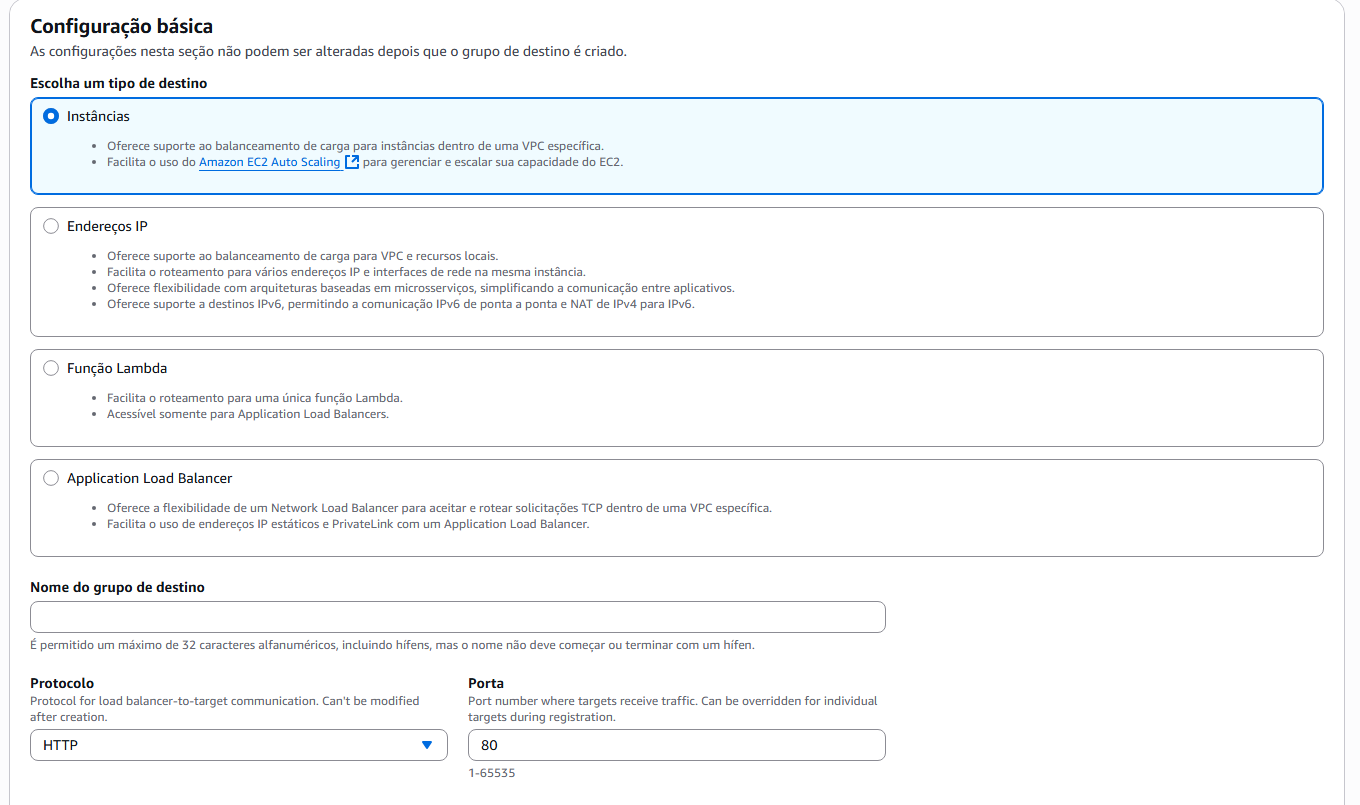 Configuração básica
As configurações nesta seção não podem ser alteradas depois que o grupo de destino é criado.
Escolha um tipo de destino
Instâncias
• Oferece suporte ao balanceamento de carga para instâncias dentro de uma VPC específica.
• Facilita o uso do Amazon EC2 Auto Scaling para gerenciar e escalar sua capacidade do EC2.
Endereços IP
• Oferece suporte ao balanceamento de carga para VPC e recursos locais.
• Facilita o roteamento para vários endereços IP e interfaces de rede na mesma instância.
• Oferece flexibilidade com arquiteturas baseadas em microsserviços, simplificando a comunicação entre aplicativos.
• Oferece suporte a destinos IPv6, permitindo a comunicação IPv6 de ponta a ponta e NAT de IPv4 para IPv6.
Função Lambda
• Facilita o roteamento para uma única função Lambda.
• Acessível somente para Application Load Balancers.
Application Load Balancer
• Oferece a flexibilidade de um Network Load Balancer para aceitar e rotear solicitações TCP dentro de uma VPC específica.
• Facilita o uso de endereços IP estáticos e PrivateLink com um Application Load Balancer.
Nome do grupo de destino
É permitido um máximo de 32 caracteres alfanuméricos, incluindo hífens, mas o nome não deve começar ou terminar com um hífen.
Protocolo
Protocol for load balancer-to-target communication. Can't be modified
after creation.
HTTP
Porta
Port number where targets receive traffic. Can be overridden for individual
targets during registration.
80
1-65535